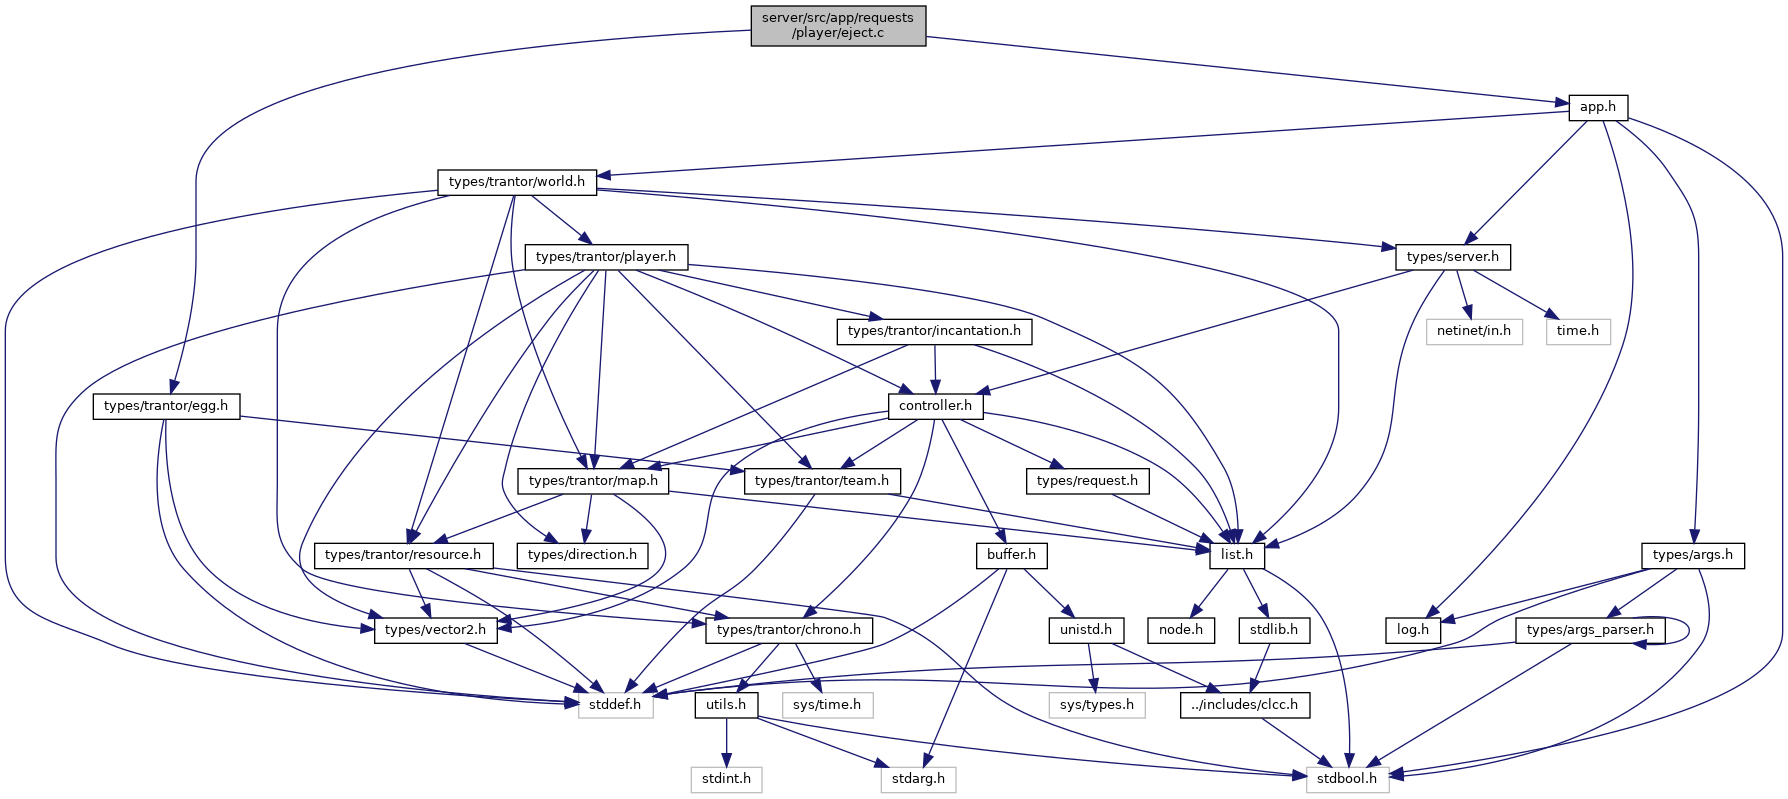 server/src/app/requests
/player/eject.c
app.h
types/trantor/world.h
types/trantor/player.h
types/server.h
types/trantor/incantation.h
netinet/in.h
time.h
types/trantor/egg.h
controller.h
types/trantor/map.h
types/trantor/team.h
types/request.h
types/trantor/resource.h
types/direction.h
buffer.h
list.h
types/args.h
types/vector2.h
types/trantor/chrono.h
unistd.h
node.h
stdlib.h
log.h
types/args_parser.h
stddef.h
utils.h
sys/time.h
sys/types.h
../includes/clcc.h
stdint.h
stdarg.h
stdbool.h